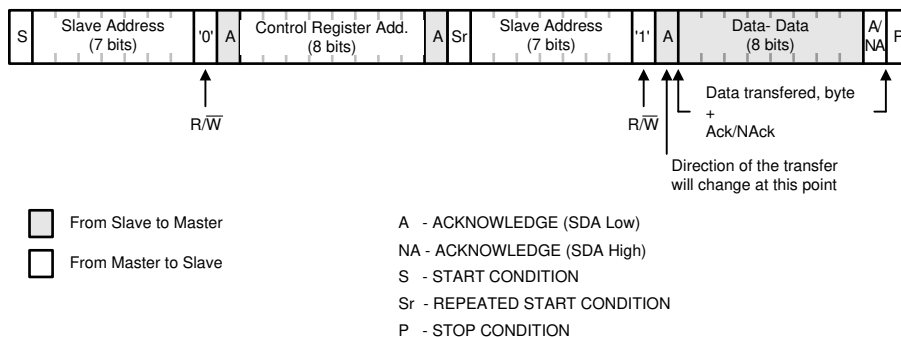 S Slave Address (7 bits) '0' A Control Register Add. (8 bits) A Sr Slave Address (7 bits) '1' A Data- Data (8 bits) A/NA P
R/W̅ R/W̅ Data transfered, byte
+
Ack/NAck
Direction of the transfer
will change at this point
From Slave to Master
From Master to Slave
A - ACKNOWLEDGE (SDA Low)
NA - ACKNOWLEDGE (SDA High)
S - START CONDITION
Sr - REPEATED START CONDITION
P - STOP CONDITION